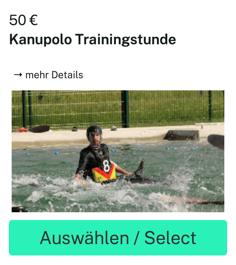 50 €
Kanupolo Trainingstunde
→ mehr Details
8
Auswählen / Select